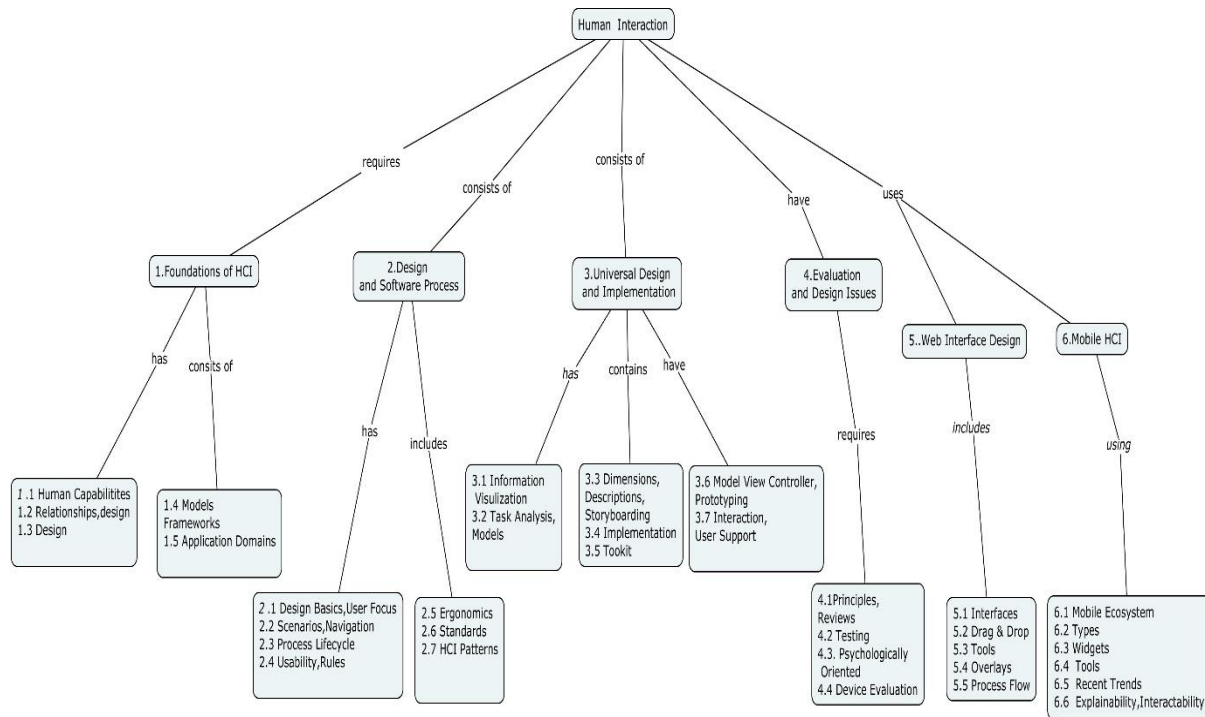 Human Interaction
requires
consists of
consists of
have
uses
1.Foundations of HCI
2.Design
and Software Process
3.Universal Design
and Implementation
4.Evaluation
and Design Issues
5..Web Interface Design
6.Mobile HCI
has
consits of
has
includes
has
contains
have
requires
includes
using
1 .1 Human Capabilitites
1.2 Relationships,design
1.3 Design
1.4 Models
Frameworks
1.5 Application Domains
2 .1 Design Basics,User Focus
2.2 Scenarios,Navigation
2.3 Process Lifecycle
2.4 Usability,Rules
2.5 Ergonomics
2.6 Standards
2.7 HCI Patterns
3.1 Information
Visulization
3.2 Task Analysis,
Models
3.3 Dimensions,
Descriptions,
Storyboarding
3.4 Implementation
3.5 Tookit
3.6 Model View Controller,
Prototyping
3.7 Interaction,
User Support
4.1Principles,
Reviews
4.2 Testing
4.3. Psychologically
Oriented
4.4 Device Evaluation
5.1 Interfaces
5.2 Drag & Drop
5.3 Tools
5.4 Overlays
5.5 Process Flow
6.1 Mobile Ecosystem
6.2 Types
6.3 Widgets
6.4 Tools
6.5 Recent Trends
6.6 Explainability,Interactability